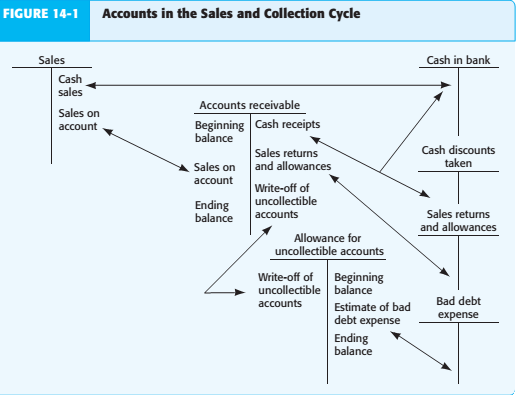 FIGURE 14-1
Accounts in the Sales and Collection Cycle
Sales
Cash
sales
Sales on
account
Cash in bank
Accounts receivable
Beginning
balance
Sales on
account
Ending
balance
Cash receipts
Sales returns
and allowances
Write-off of
uncollectible
accounts
Cash discounts
taken
Sales returns
and allowances
Allowance for
uncollectible accounts
Write-off of
uncollectible
accounts
Beginning
balance
Estimate of bad
debt expense
Ending
balance
Bad debt
expense